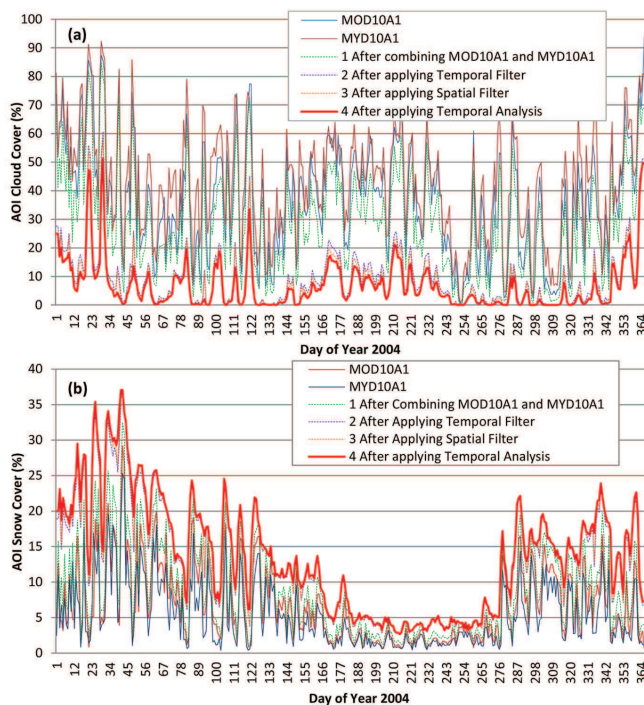 (a)
MOD10A1
MYD10A1
1 After combining MOD10A1 and MYD10A1
2 After applying Temporal Filter
3 After applying Spatial Filter
4 After applying Temporal Analysis
AOI Cloud Cover (%)
100
90
80
70
60
50
40
30
20
10
0
1 12 23 34 45 56 67 78 89 100 111 122 133 144 155 166 177 188 199 210 221 232 243 254 265 276 287 298 309 320 331 342 353 364
Day of Year 2004
(b)
MOD10A1
MYD10A1
1 After Combining MOD10A1 and MYD10A1
2 After Applying Temporal Filter
3 After Applying Spatial Filter
4 After applying Temporal Analysis
AOI Snow Cover (%)
40
35
30
25
20
15
10
5
0
1 12 23 34 45 56 67 78 89 100 111 122 133 144 155 166 177 188 199 210 221 232 243 254 265 276 287 298 309 320 331 342 353 364
Day of Year 2004